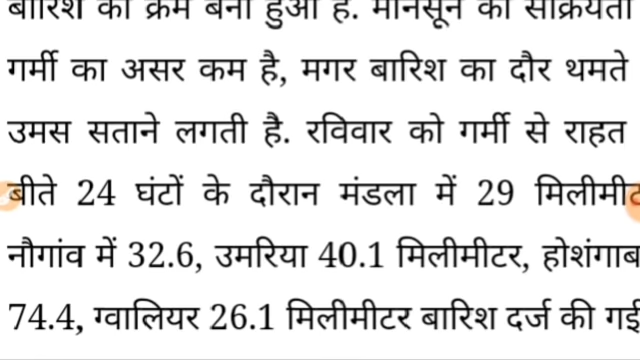 बारिश का क्रम बना हुआ है. मानसून की सक्रियता
गर्मी का असर कम है, मगर बारिश का दौर थमते
उमस सताने लगती है. रविवार को गर्मी से राहत
बीते 24 घंटों के दौरान मंडला में 29 मिलीमीट
नौगांव में 32.6, उमरिया 40.1 मिलीमीटर, होशंगाब
74.4, ग्वालियर 26.1 मिलीमीटर बारिश दर्ज की गई